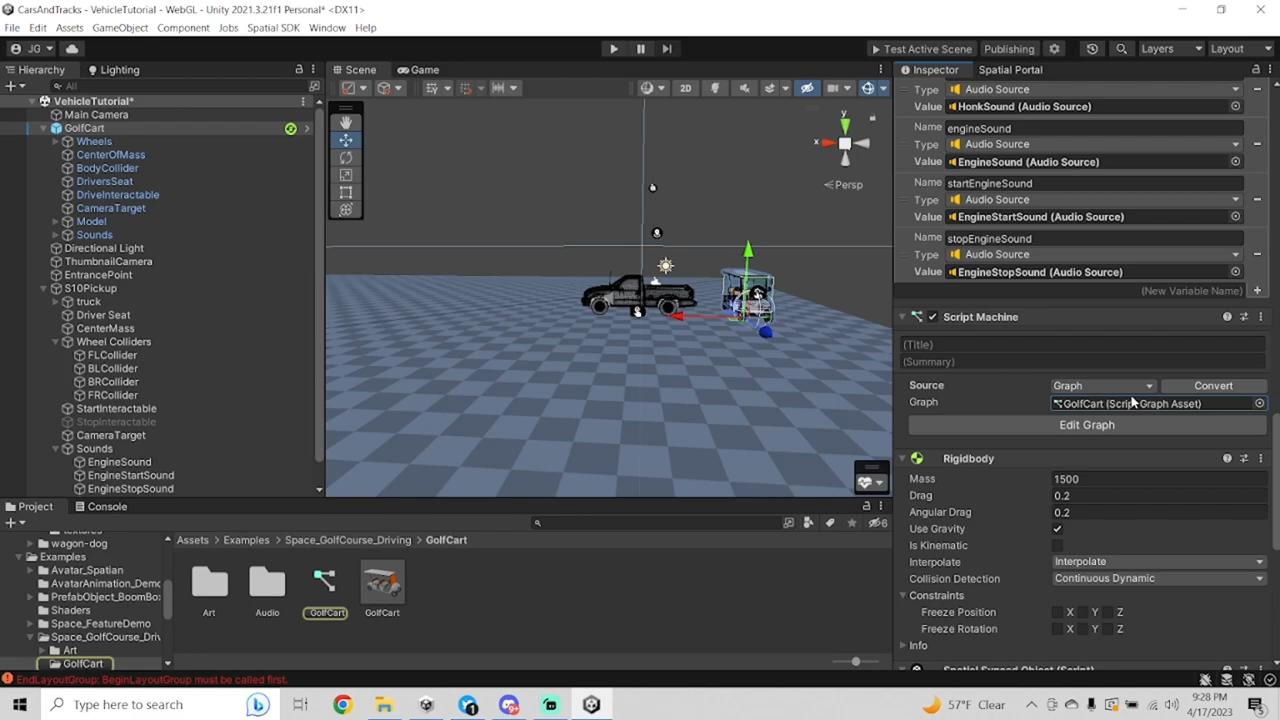 CarsAndTracks - VehicleTutorial - WebGL - Unity 2021.3.21f1 Personal* <DX11>
File Edit Assets GameObject Component Jobs Spatial SDK Window Help
JG Test Active Scene Publishing Layers Layout
Hierarchy Lighting
Scene Game
Inspector Spatial Portal
All
2D
VehicleTutorial*
Main Camera
GolfCart
Wheels
CenterOfMass
BodyCollider
DriversSeat
DriveInteractable
CameraTarget
Model
Sounds
Directional Light
ThumbnailCamera
EntrancePoint
S10Pickup
truck
Driver Seat
CenterMass
Wheel Colliders
FLCollider
BLCollider
BRCollider
FRCollider
StartInteractable
StopInteractable
CameraTarget
Sounds
EngineSound
EngineStartSound
EngineStopSound
y
x
Persp
Type Audio Source
Value HonkSound (Audio Source)
Name engineSound
Type Audio Source
Value EngineSound (Audio Source)
Name startEngineSound
Type Audio Source
Value EngineStartSound (Audio Source)
Name stopEngineSound
Type Audio Source
Value EngineStopSound (Audio Source)
(New Variable Name)
Script Machine
(Title)
(Summary)
Source Graph Convert
Graph GolfCart (Script Graph Asset)
Edit Graph
Rigidbody
Mass 1500
Drag 0.2
Angular Drag 0.2
Use Gravity
Is Kinematic
Interpolate Interpolate
Collision Detection Continuous Dynamic
Constraints
Freeze Position X Y Z
Freeze Rotation X Y Z
Info
Project Console
6
wagon-dog
Examples
Avatar_Spatian
AvatarAnimation_Demo
PrefabObject_BoomBo
Shaders
Space_FeatureDemo
Space_GolfCourse_Driv
Art
GolfCart
Assets Examples Space_GolfCourse_Driving GolfCart
Art Audio GolfCart GolfCart
EndLayoutGroup: BeginLayoutGroup must be called first.
Type here to search
57°F Clear
9:28 PM
4/17/2023